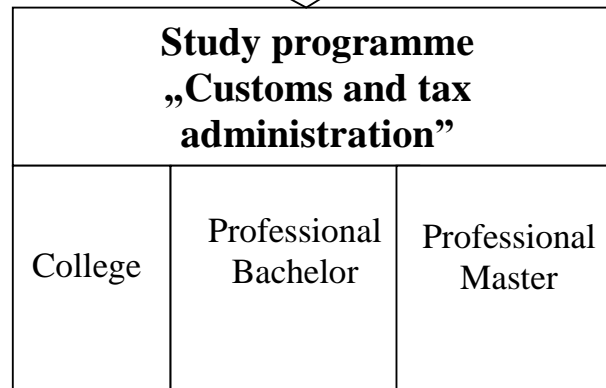 Study programme
„Customs and tax
administration”
College
Professional
Bachelor
Professional
Master